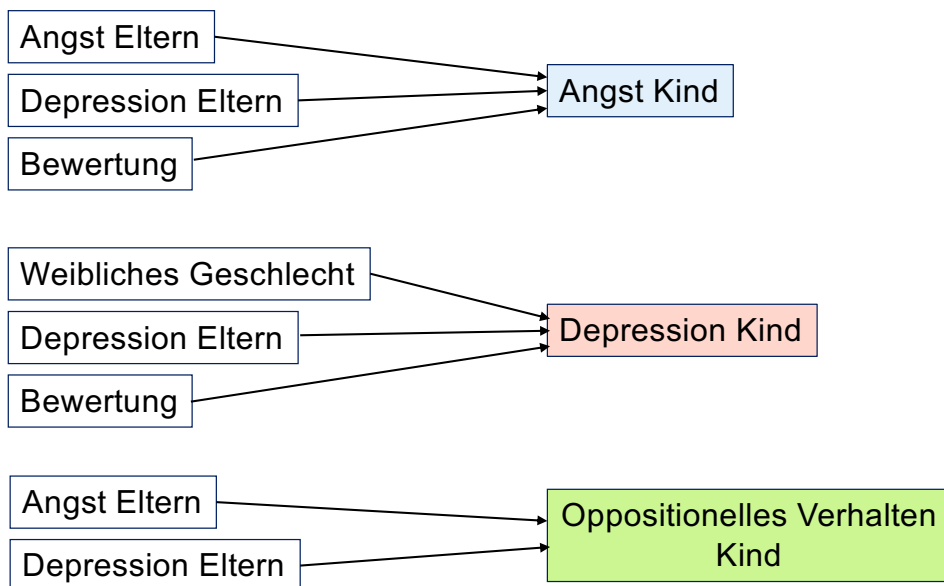 Angst Eltern
Depression Eltern
Angst Kind
Bewertung
Weibliches Geschlecht
Depression Eltern
Depression Kind
Bewertung
Angst Eltern
Depression Eltern
Oppositionelles Verhalten
Kind